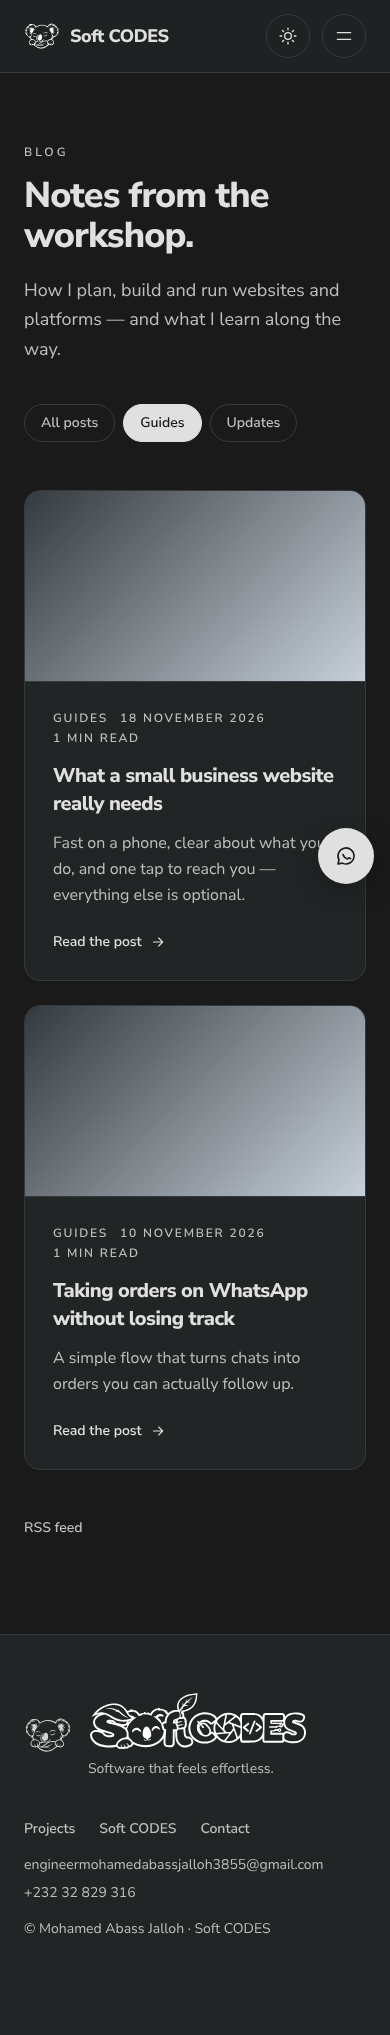 Soft CODES
BLOG
Notes from the
workshop.
How I plan, build and run websites and
platforms — and what I learn along the
way.
All posts
Guides
Updates
GUIDES 18 NOVEMBER 2026
1 MIN READ
What a small business website
really needs
Fast on a phone, clear about what you
do, and one tap to reach you —
everything else is optional.
Read the post →
GUIDES 10 NOVEMBER 2026
1 MIN READ
Taking orders on WhatsApp
without losing track
A simple flow that turns chats into
orders you can actually follow up.
Read the post →
RSS feed
SoftCODES
Software that feels effortless.
Projects Soft CODES Contact
engineermohamedabassjalloh3855@gmail.com
+232 32 829 316
© Mohamed Abass Jalloh · Soft CODES